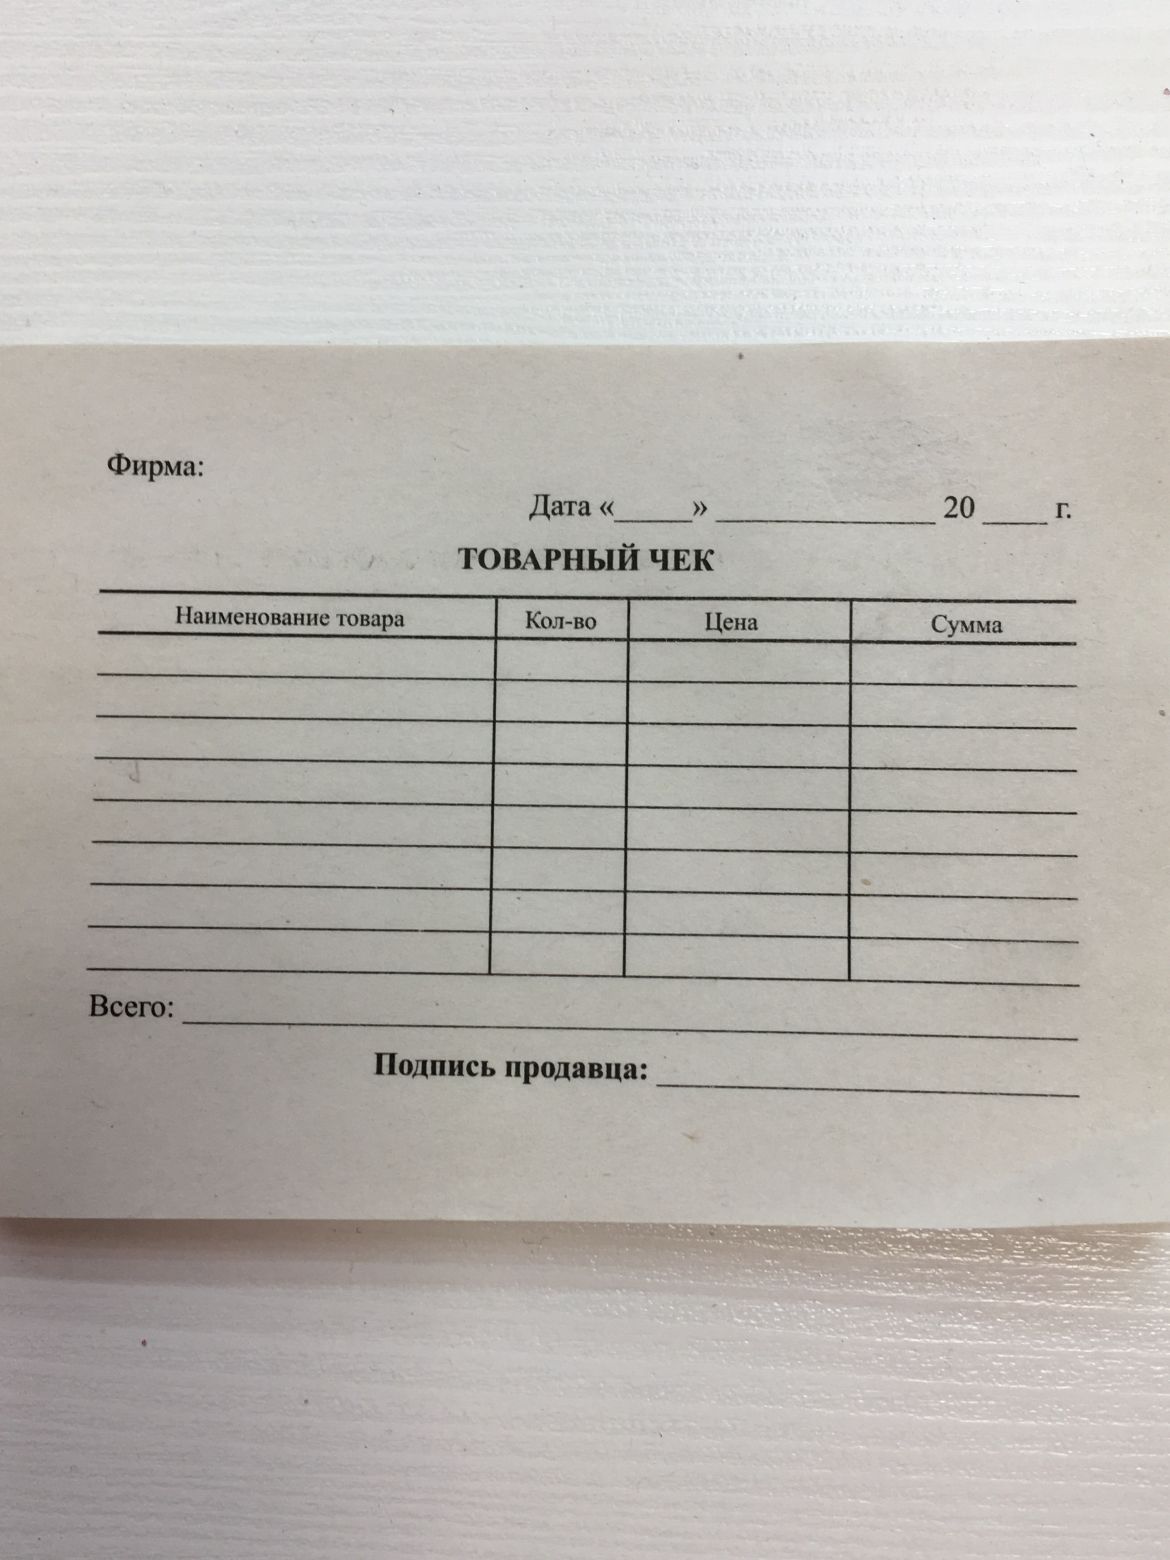 Фирма:
Дата «_____» ______________ 20 ____ г.
ТОВАРНЫЙ ЧЕК
Наименование товара Кол-во Цена Сумма
Всего: 
Подпись продавца: